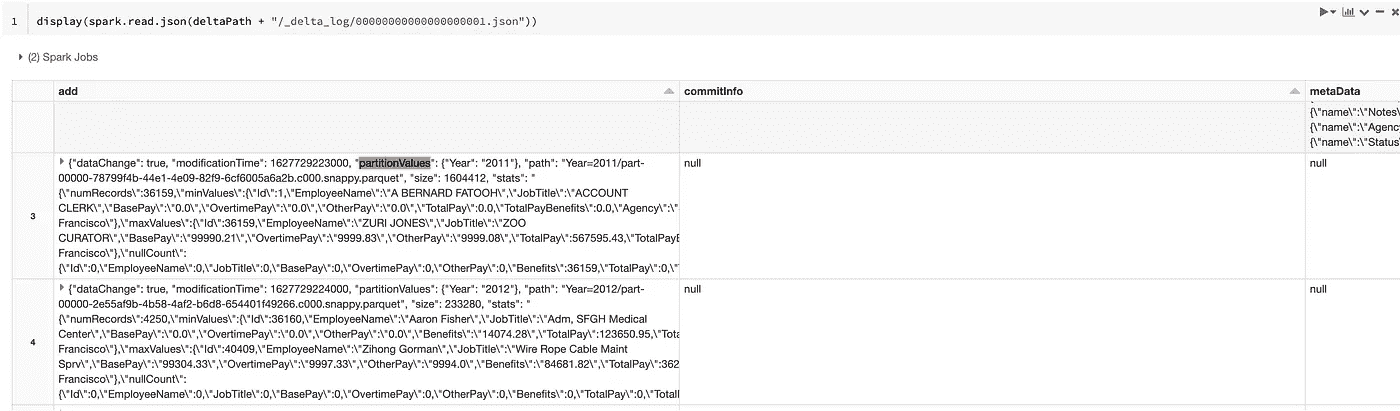 1 display(spark.read.json(deltaPath + "/_delta_log/00000000000000000001.json"))
(2) Spark Jobs
add commitInfo metaData
{\"name\":\"Notes\
{\"name\":\"Agency
{\"name\":\"Status\
{"dataChange": true, "modificationTime": 1627729223000, "partitionValues": {"Year": "2011"}, "path": "Year=2011/part- null null
00000-78799f4b-44e1-4e09-82f9-6cf6005a6a2b.c000.snappy.parquet", "size": 1604412, "stats": "
{\"numRecords\":36159,\"minValues\":{\"Id\":1,\"EmployeeName\":\"A BERNARD FATOOH\",\"JobTitle\":\"ACCOUNT
3 CLERK\",\"BasePay\":\"0.0\",\"OvertimePay\":\"0.0\",\"OtherPay\":\"0.0\",\"TotalPay\":0.0,\"TotalPayBenefits\":0.0,\"Agency\":\"
Francisco\"},\"maxValues\":{\"Id\":36159,\"EmployeeName\":\"ZURI JONES\",\"JobTitle\":\"ZOO
CURATOR\",\"BasePay\":\"99990.21\",\"OvertimePay\":\"9999.83\",\"OtherPay\":\"9999.08\",\"TotalPay\":567595.43,\"TotalPayB
Francisco\"},\"nullCount\":
{\"Id\":0,\"EmployeeName\":0,\"JobTitle\":0,\"BasePay\":0,\"OvertimePay\":0,\"OtherPay\":0,\"Benefits\":36159,\"TotalPay\":0,\"
{"dataChange": true, "modificationTime": 1627729224000, "partitionValues": {"Year": "2012"}, "path": "Year=2012/part- null null
00000-2e55af9b-4b58-4af2-b6d8-654401f49266.c000.snappy.parquet", "size": 233280, "stats": "
{\"numRecords\":4250,\"minValues\":{\"Id\":36160,\"EmployeeName\":\"Aaron Fisher\",\"JobTitle\":\"Adm, SFGH Medical
Center\",\"BasePay\":\"0.0\",\"OvertimePay\":\"0.0\",\"OtherPay\":\"0.0\",\"Benefits\":\"14074.28\",\"TotalPay\":123650.95,\"Tota
4 Francisco\"},\"maxValues\":{\"Id\":40409,\"EmployeeName\":\"Zihong Gorman\",\"JobTitle\":\"Wire Rope Cable Maint
Sprv\",\"BasePay\":\"99304.33\",\"OvertimePay\":\"9997.33\",\"OtherPay\":\"9994.0\",\"Benefits\":\"84681.82\",\"TotalPay\":362
Francisco\"},\"nullCount\":
{\"Id\":0,\"EmployeeName\":0,\"JobTitle\":0,\"BasePay\":0,\"OvertimePay\":0,\"OtherPay\":0,\"Benefits\":0,\"TotalPay\":0,\"Total